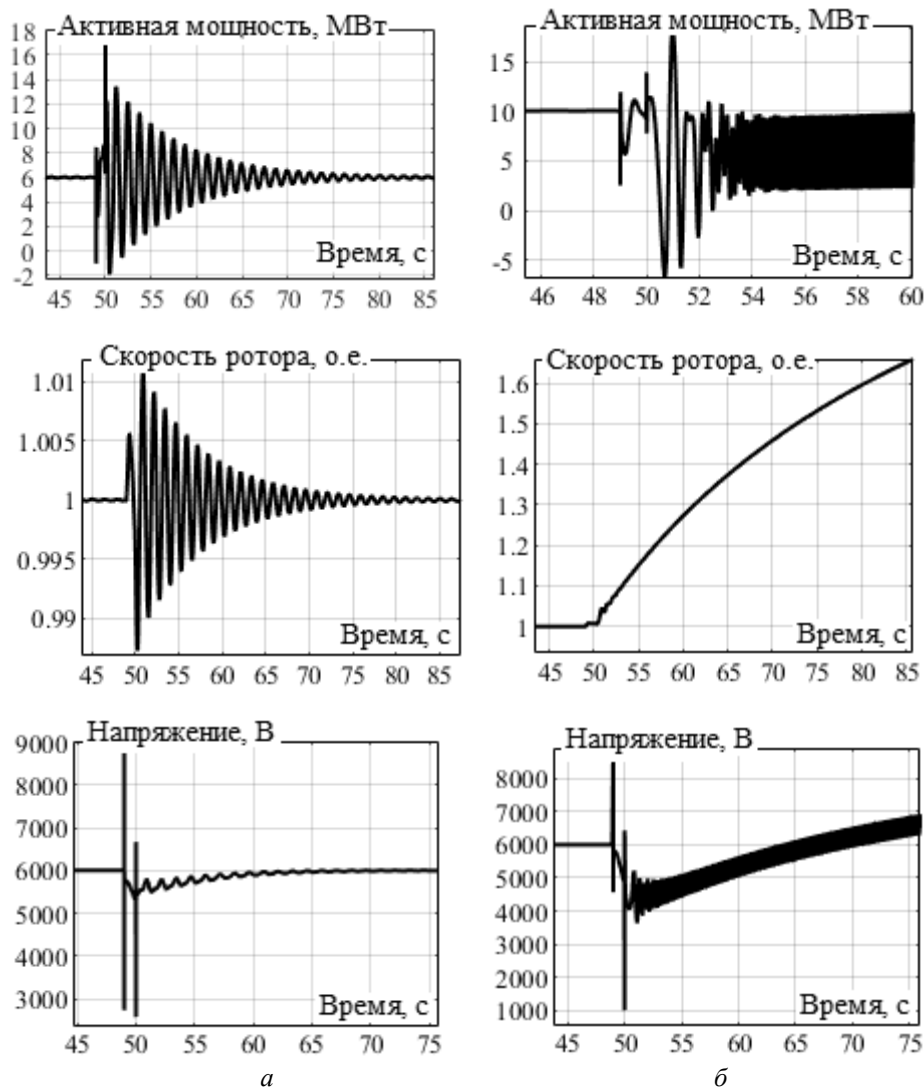 Активная мощность, МВт
18
16
14
12
10
8
6
4
2
0
-2
Время, с
45 50 55 60 65 70 75 80 85
Активная мощность, МВт
15
10
5
0
-5
Время, с
46 48 50 52 54 56 58 60
Скорость ротора, о.е.
1.01
1.005
1
0.995
0.99
Время, с
45 50 55 60 65 70 75 80 85
Скорость ротора, о.е.
1.6
1.5
1.4
1.3
1.2
1.1
1
Время, с
45 50 55 60 65 70 75 80 85
Напряжение, В
9000
8000
7000
6000
5000
4000
3000
Время, с
45 50 55 60 65 70 75
а
Напряжение, В
8000
7000
6000
5000
4000
3000
2000
1000
Время, с
45 50 55 60 65 70 75
б